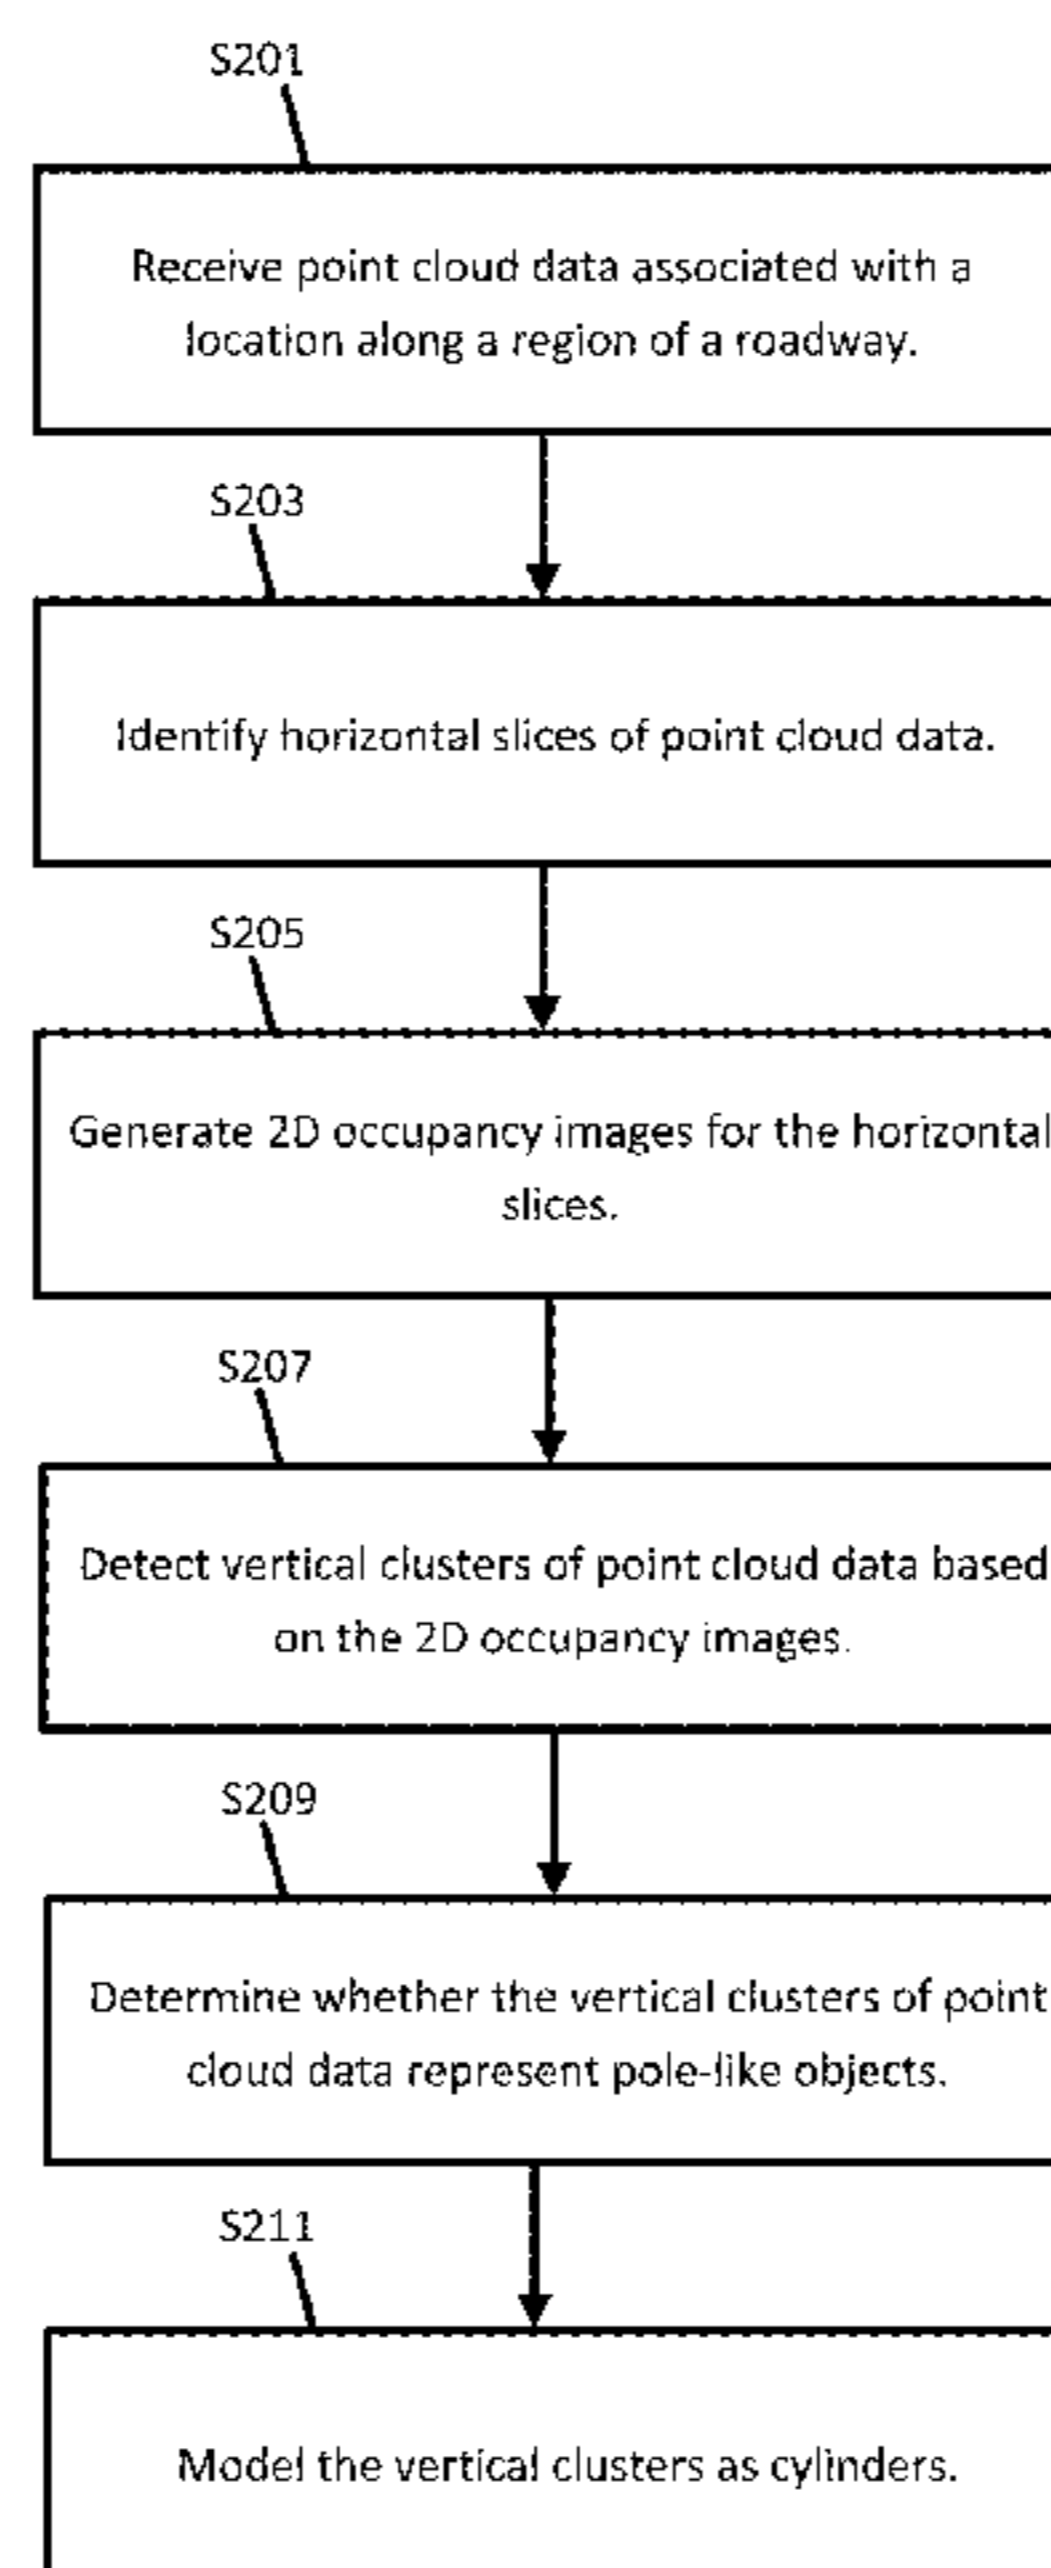 S201
Receive point cloud data associated with a
location along a region of a roadway.
S203
Identify horizontal slices of point cloud data.
S205
Generate 2D occupancy images for the horizontal
slices.
S207
Detect vertical clusters of point cloud data based
on the 2D occupancy images.
S209
Determine whether the vertical clusters of point
cloud data represent pole-like objects.
S211
Model the vertical clusters as cylinders.